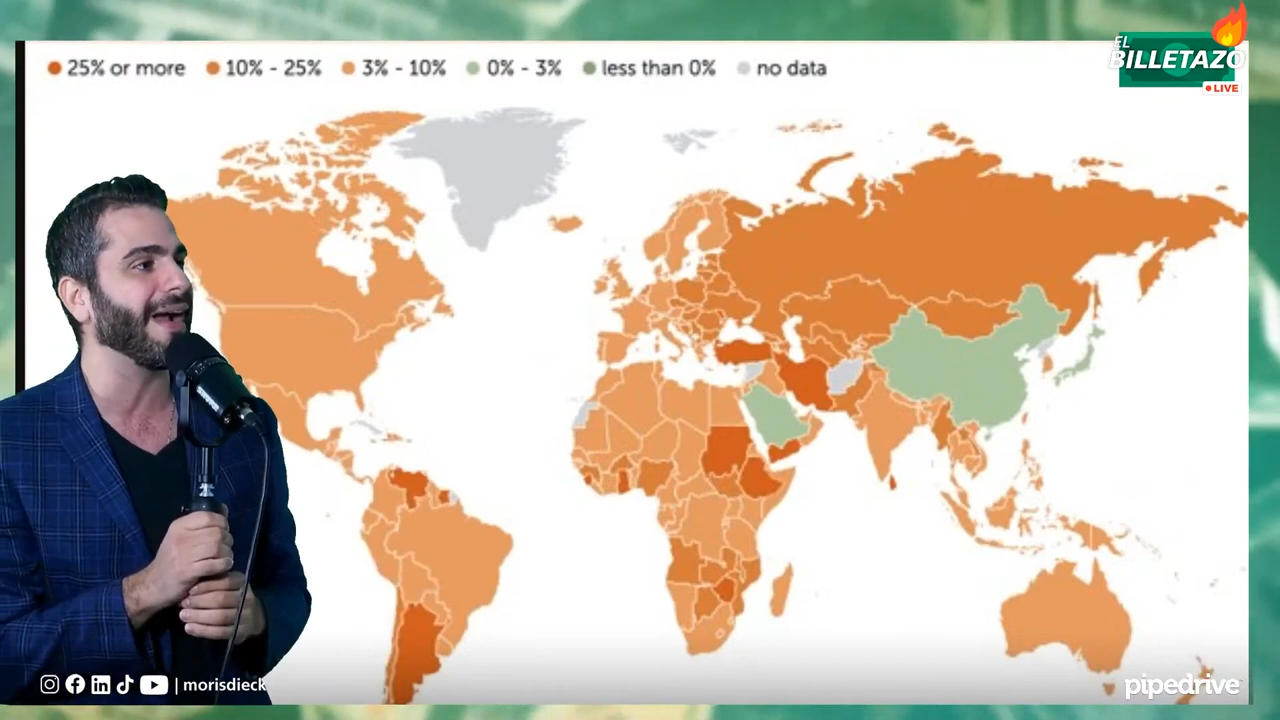 25% or more 10% - 25% 3% - 10% 0% - 3% less than 0% no data
EL
BILLETAZO
LIVE
| morisdieck
pipedrive